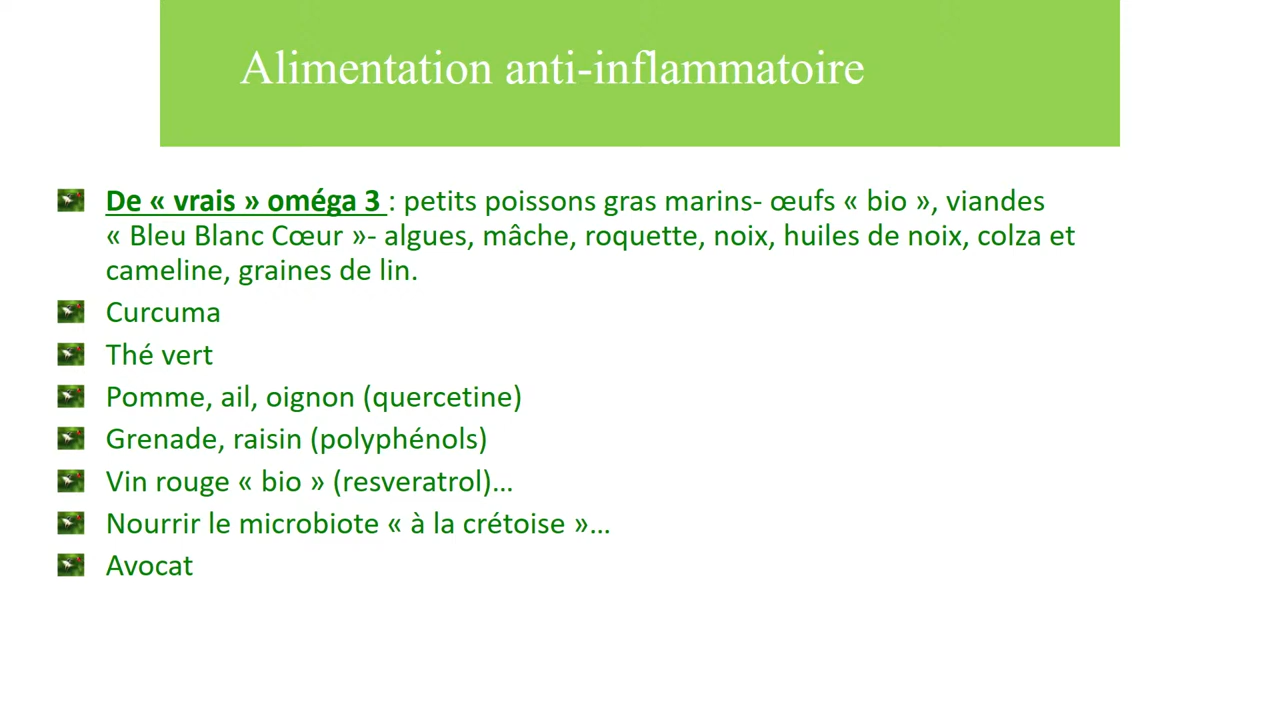 Alimentation anti-inflammatoire
De « vrais » oméga 3 : petits poissons gras marins- œufs « bio », viandes
« Bleu Blanc Cœur »- algues, mâche, roquette, noix, huiles de noix, colza et
cameline, graines de lin.
Curcuma
Thé vert
Pomme, ail, oignon (quercetine)
Grenade, raisin (polyphénols)
Vin rouge « bio » (resveratrol)…
Nourrir le microbiote « à la crétoise »…
Avocat